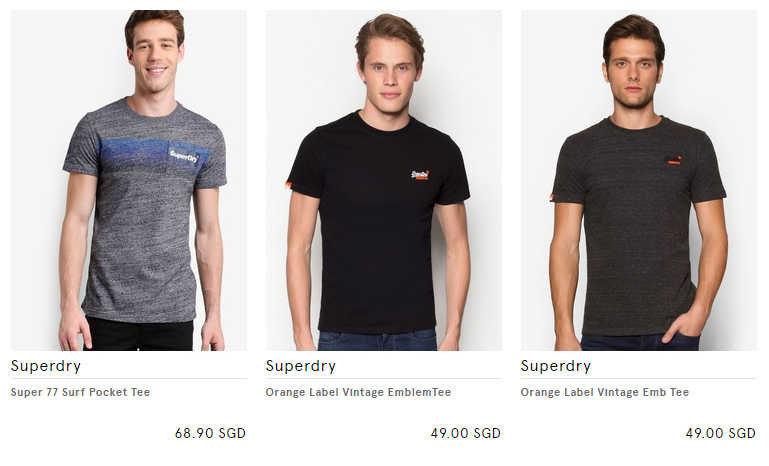 SuperDry
Superdry
Super 77 Surf Pocket Tee
68.90 SGD
Superdry
Orange Label Vintage EmblemTee
49.00 SGD
Superdry
Orange Label Vintage Emb Tee
49.00 SGD